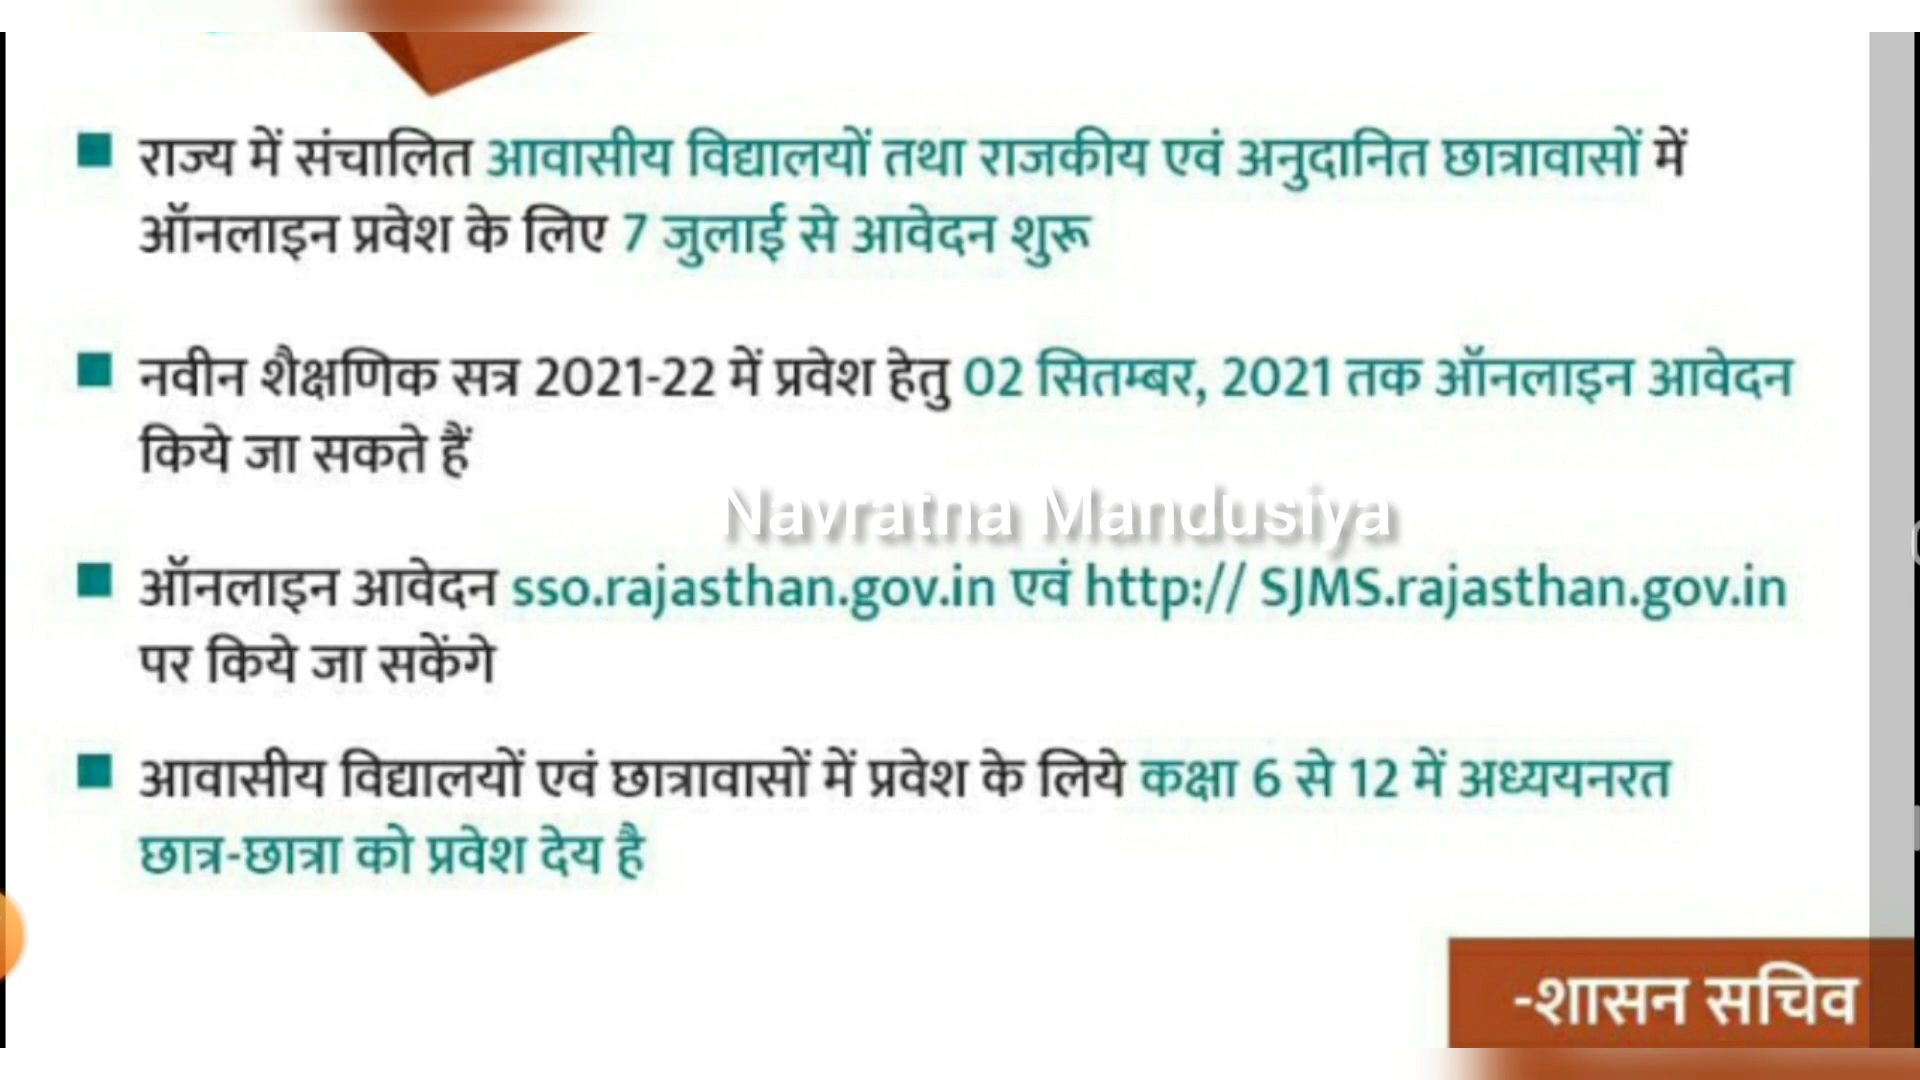 राज्य में संचालित आवासीय विद्यालयों तथा राजकीय एवं अनुदानित छात्रावासों में
ऑनलाइन प्रवेश के लिए 7 जुलाई से आवेदन शुरू
नवीन शैक्षणिक सत्र 2021-22 में प्रवेश हेतु 02 सितम्बर, 2021 तक ऑनलाइन आवेदन
किये जा सकते हैं
Navratna Mandusiya
ऑनलाइन आवेदन sso.rajasthan.gov.in एवं http:// SJMS.rajasthan.gov.in
पर किये जा सकेंगे
आवासीय विद्यालयों एवं छात्रावासों में प्रवेश के लिये कक्षा 6 से 12 में अध्ययनरत
छात्र-छात्रा को प्रवेश देय है
-शासन सचिव